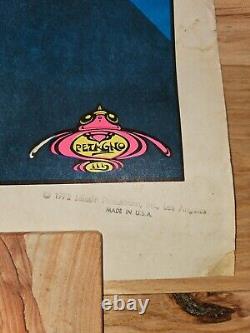 PETAGNO
© 1972 Los Angeles
MADE IN U.S.A.